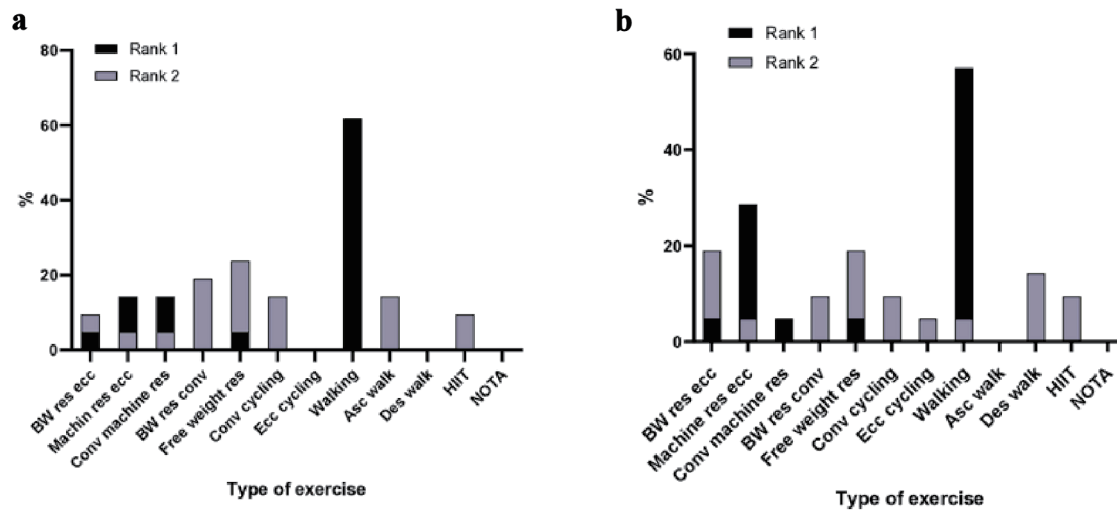 a
Rank 1
Rank 2
80
60
40
20
0
%
BW res ecc
Machin res ecc
Conv machine res
BW res conv
Free weight res
Conv cycling
Ecc cycling
Walking
Asc walk
Des walk
HIIT
NOTA
Type of exercise
b
Rank 1
Rank 2
60
40
20
0
%
BW res ecc
Machine res ecc
Conv machine res
BW res conv
Free weight res
Conv cycling
Ecc cycling
Walking
Asc walk
Des walk
HIIT
NOTA
Type of exercise